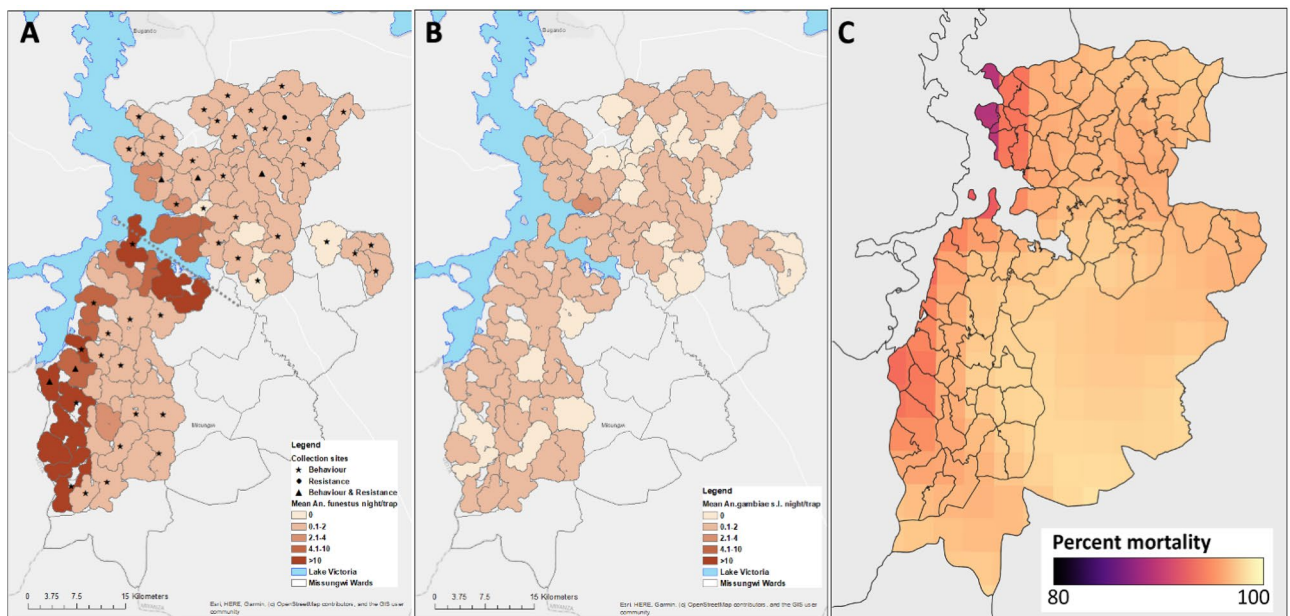 A
Bugando
Misungwi
Legend
Collection sites
Behaviour
Resistance
Behaviour & Resistance
Mean An. funestus night/trap
0
0.1-2
2.1-4
4.1-10
>10
Lake Victoria
Missungwi Wards
0 3.75 7.5 15 Kilometers
Esri, HERE, Garmin, (c) OpenStreetMap contributors, and the GIS user
community
B
Bugando
Misungwi
Legend
Mean An.gambiae s.l. night/trap
0
0.1-2
2.1-4
4.1-10
>10
Lake Victoria
Missungwi Wards
0 3.75 7.5 15 Kilometers
Esri, HERE, Garmin, (c) OpenStreetMap contributors, and the GIS user
community
C
Percent mortality
80 100